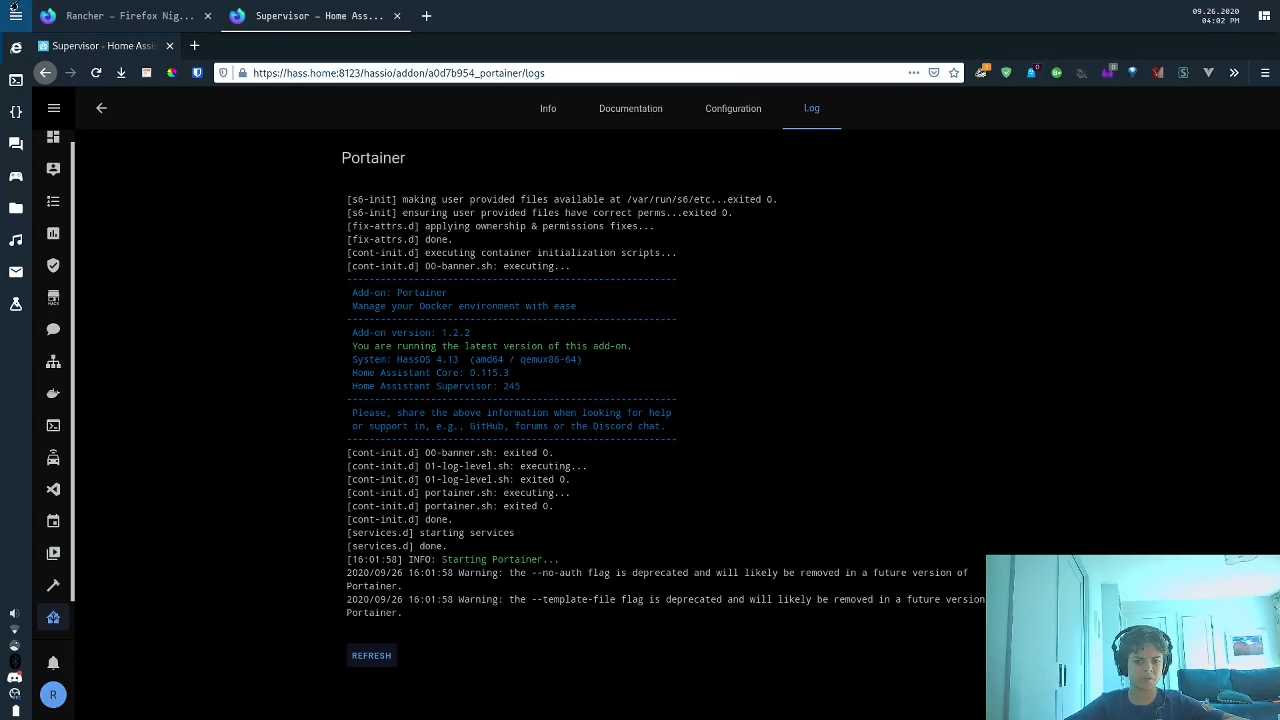 Rancher — Firefox Nig...
Supervisor — Home Ass...
09.26.2020
04:02 PM
Supervisor - Home Assis
https://hass.home:8123/hassio/addon/a0d7b954_portainer/logs
Info
Documentation
Configuration
Log
Portainer
[s6-init] making user provided files available at /var/run/s6/etc...exited 0.
[s6-init] ensuring user provided files have correct perms...exited 0.
[fix-attrs.d] applying ownership & permissions fixes...
[fix-attrs.d] done.
[cont-init.d] executing container initialization scripts...
[cont-init.d] 00-banner.sh: executing...
-----------------------------------------------------------
Add-on: Portainer
Manage your Docker environment with ease
-----------------------------------------------------------
Add-on version: 1.2.2
You are running the latest version of this add-on.
System: HassOS 4.13 (amd64 / qemux86-64)
Home Assistant Core: 0.115.3
Home Assistant Supervisor: 245
-----------------------------------------------------------
Please, share the above information when looking for help
or support in, e.g., GitHub, forums or the Discord chat.
-----------------------------------------------------------
[cont-init.d] 00-banner.sh: exited 0.
[cont-init.d] 01-log-level.sh: executing...
[cont-init.d] 01-log-level.sh: exited 0.
[cont-init.d] portainer.sh: executing...
[cont-init.d] portainer.sh: exited 0.
[cont-init.d] done.
[services.d] starting services
[services.d] done.
[16:01:58] INFO: Starting Portainer...
2020/09/26 16:01:58 Warning: the --no-auth flag is deprecated and will likely be removed in a future version of
Portainer.
2020/09/26 16:01:58 Warning: the --template-file flag is deprecated and will likely be removed in a future version
Portainer.
REFRESH
R